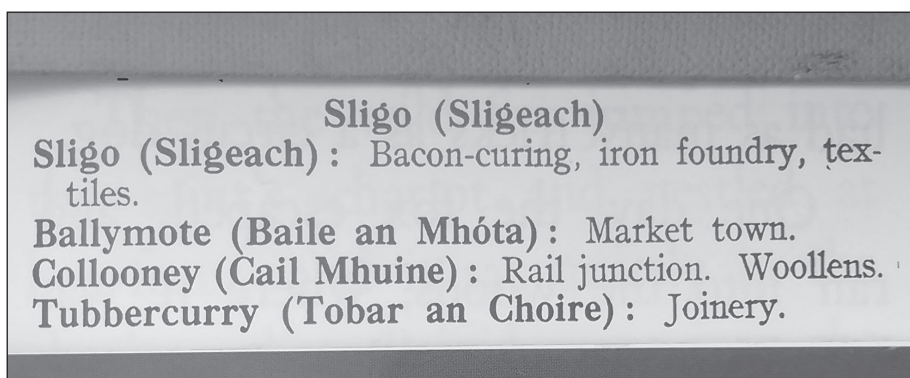 Sligo (Sligeach)
Sligo (Sligeach) : Bacon-curing, iron foundry, tex-
tiles.
Ballymote (Baile an Mhóta) : Market town.
Collooney (Cail Mhuine) : Rail junction. Woollens.
Tubbercurry (Tobar an Choire) : Joinery.